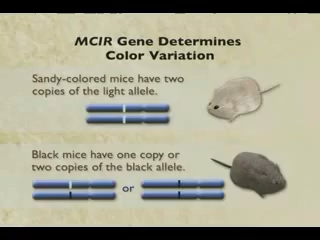 MC1R Gene Determines
Color Variation
Sandy-colored mice have two
copies of the light allele.
Black mice have one copy or
two copies of the black allele.
or